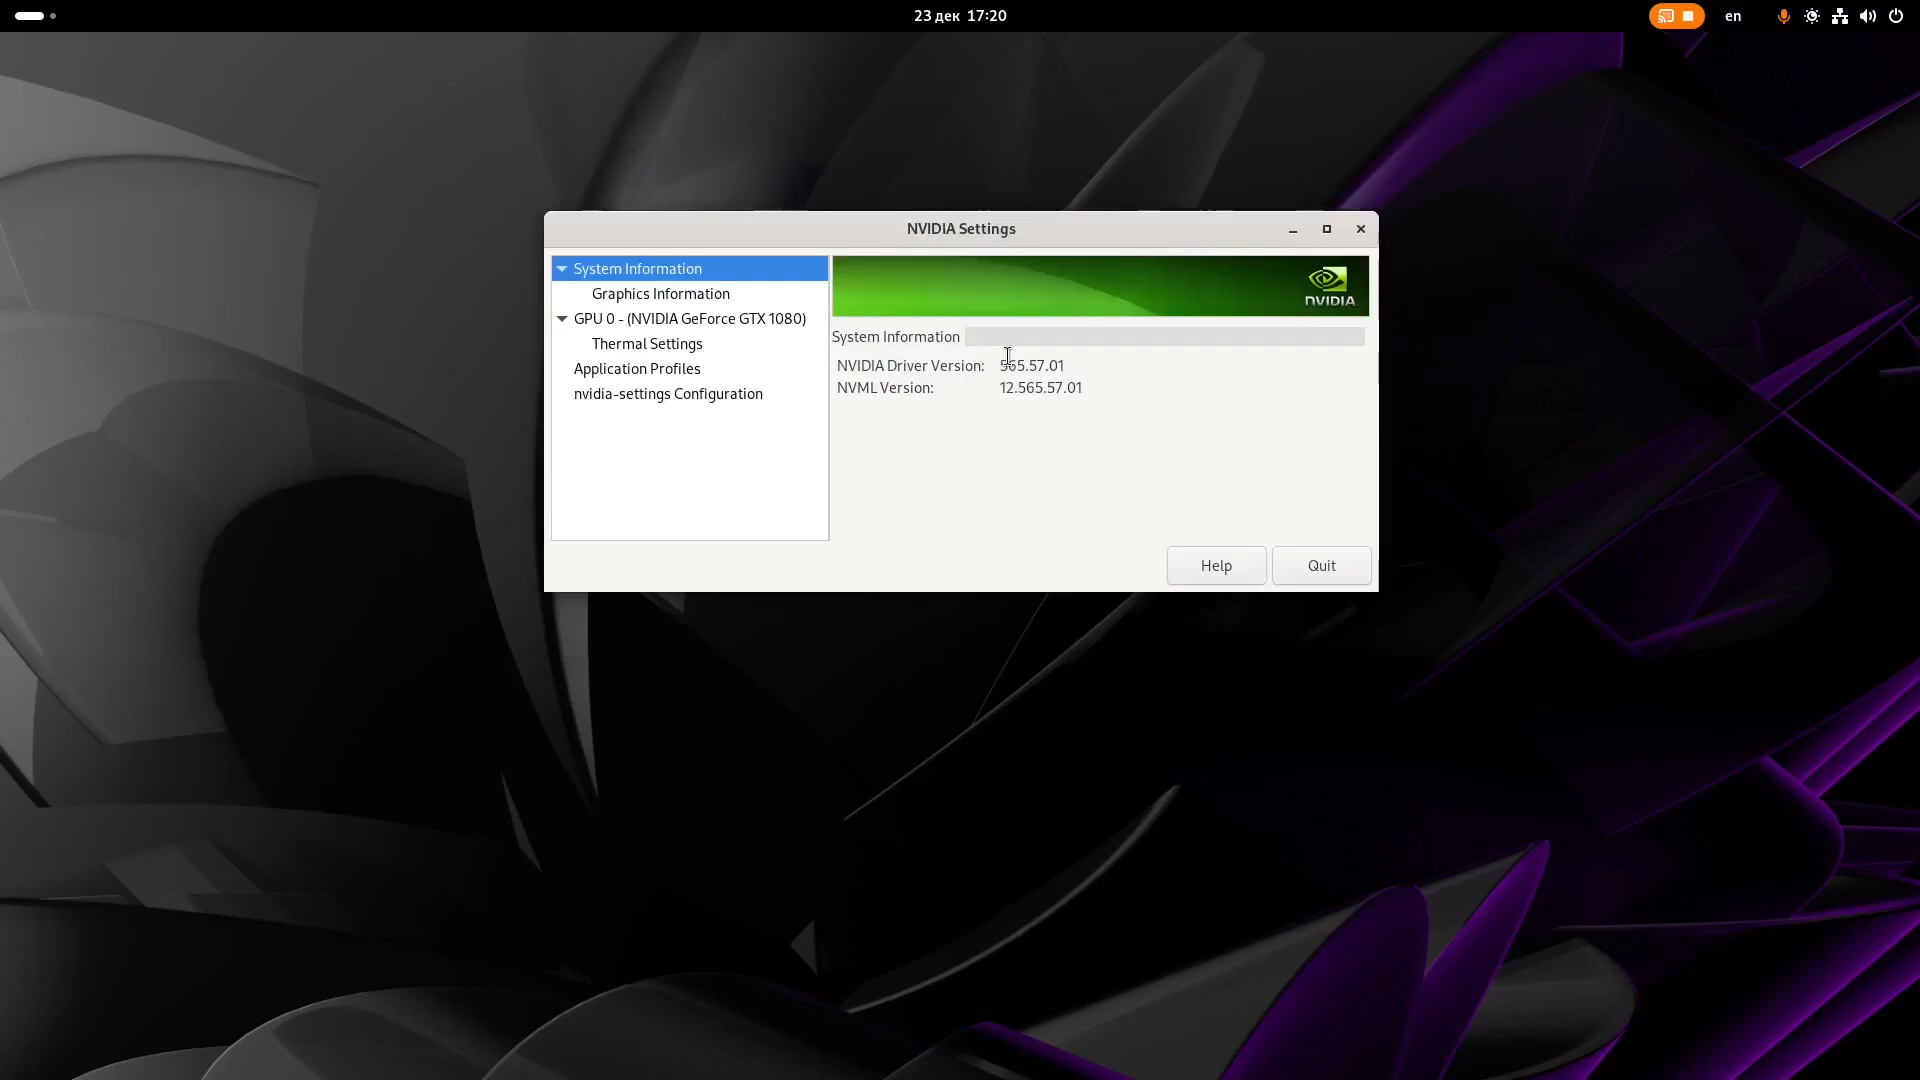 23 дек 17:20
en
NVIDIA Settings
System Information
Graphics Information
GPU 0 - (NVIDIA GeForce GTX 1080)
Thermal Settings
Application Profiles
nvidia-settings Configuration
NVIDIA
System Information
NVIDIA Driver Version: 565.57.01
NVML Version: 12.565.57.01
Help
Quit